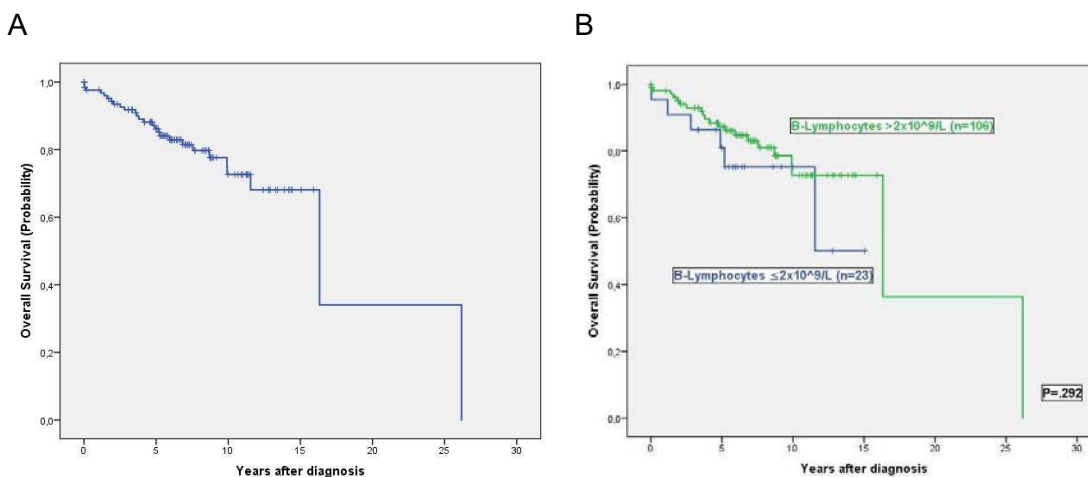 A
B
1,0
0,8
0,6
0,4
0,2
0,0
Overall Survival (Probability)
0 5 10 15 20 25 30
Years after diagnosis
1,0
0,8
0,6
0,4
0,2
0,0
Overall Survival (Probability)
B-Lymphocytes >2x10^9/L (n=106)
B-Lymphocytes ≤2x10^9/L (n=23)
P=.292
0 5 10 15 20 25 30
Years after diagnosis